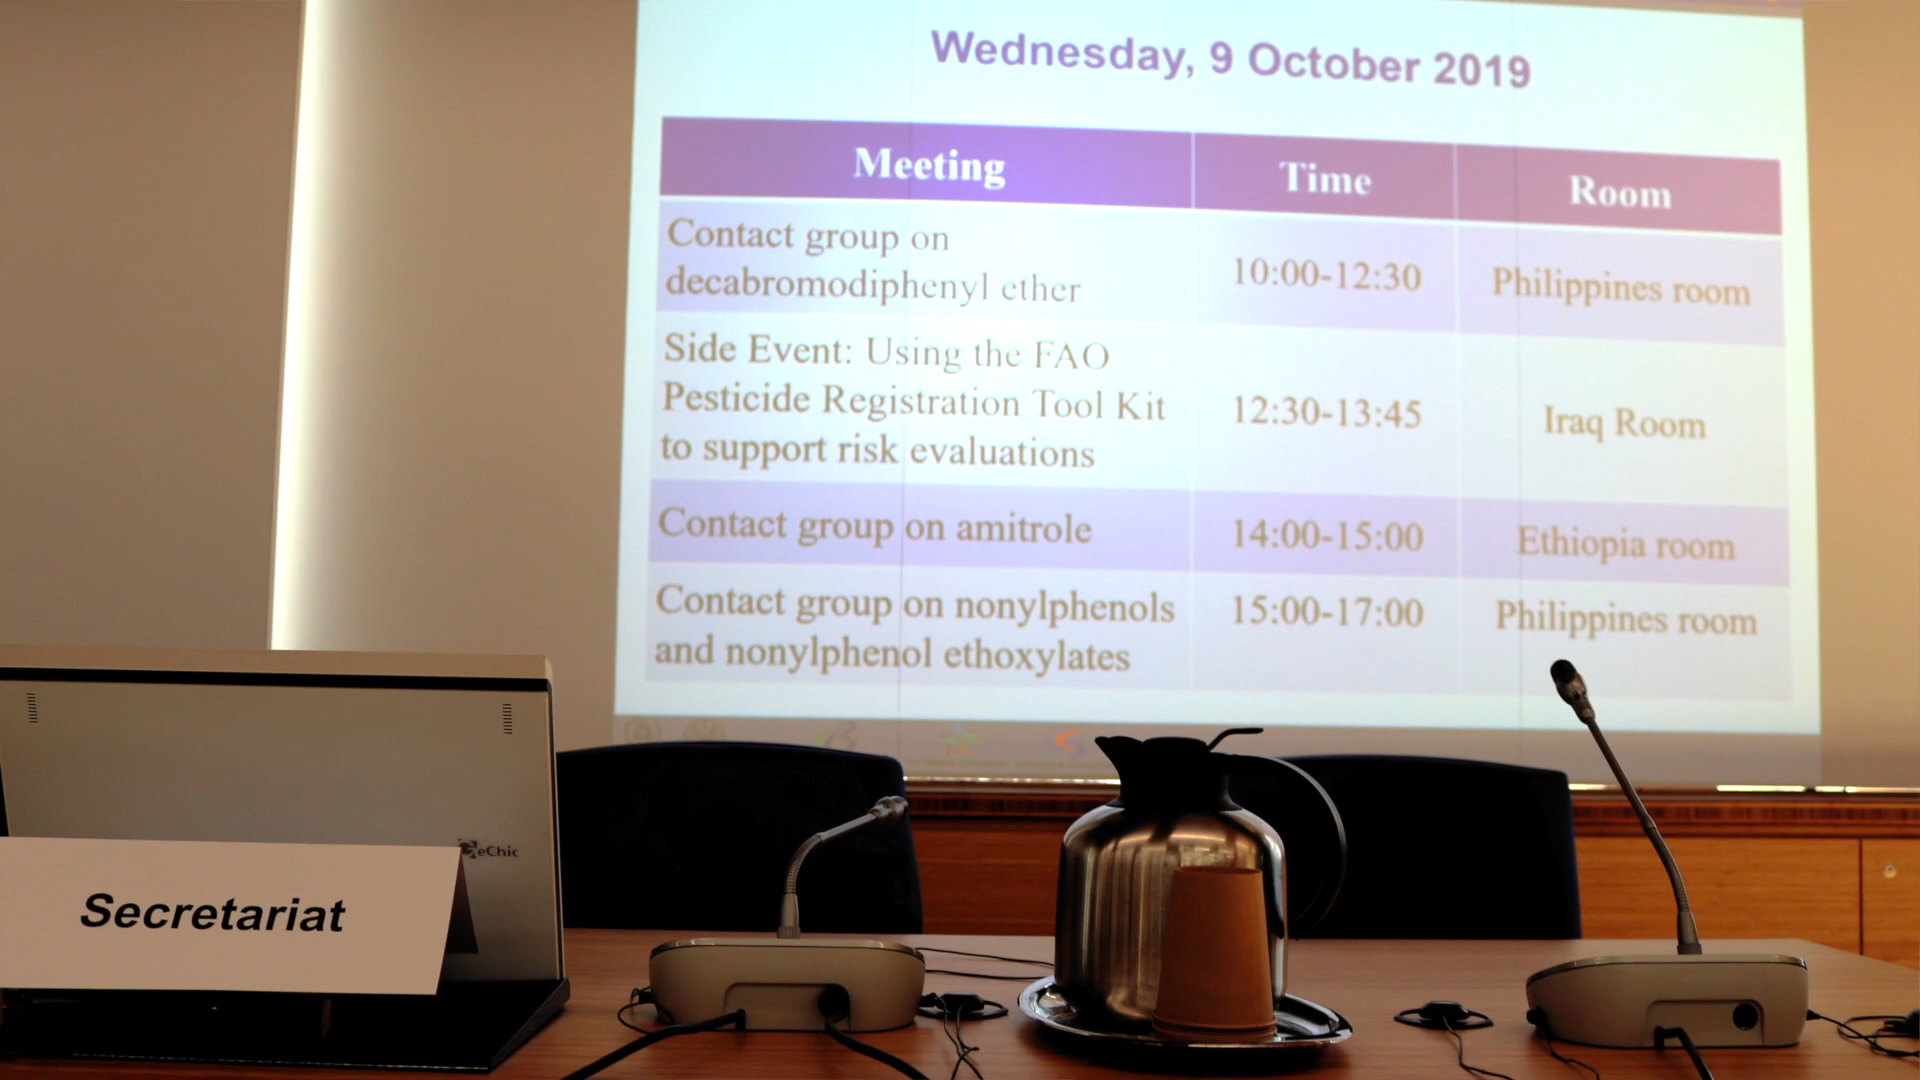 Wednesday, 9 October 2019
Meeting Time Room
Contact group on
decabromodiphenyl ether
10:00-12:30
Philippines room
Side Event: Using the FAO
Pesticide Registration Tool Kit
to support risk evaluations
12:30-13:45
Iraq Room
Contact group on amitrole
14:00-15:00
Ethiopia room
Contact group on nonylphenols
and nonylphenol ethoxylates
15:00-17:00
Philippines room
GeChic
Secretariat